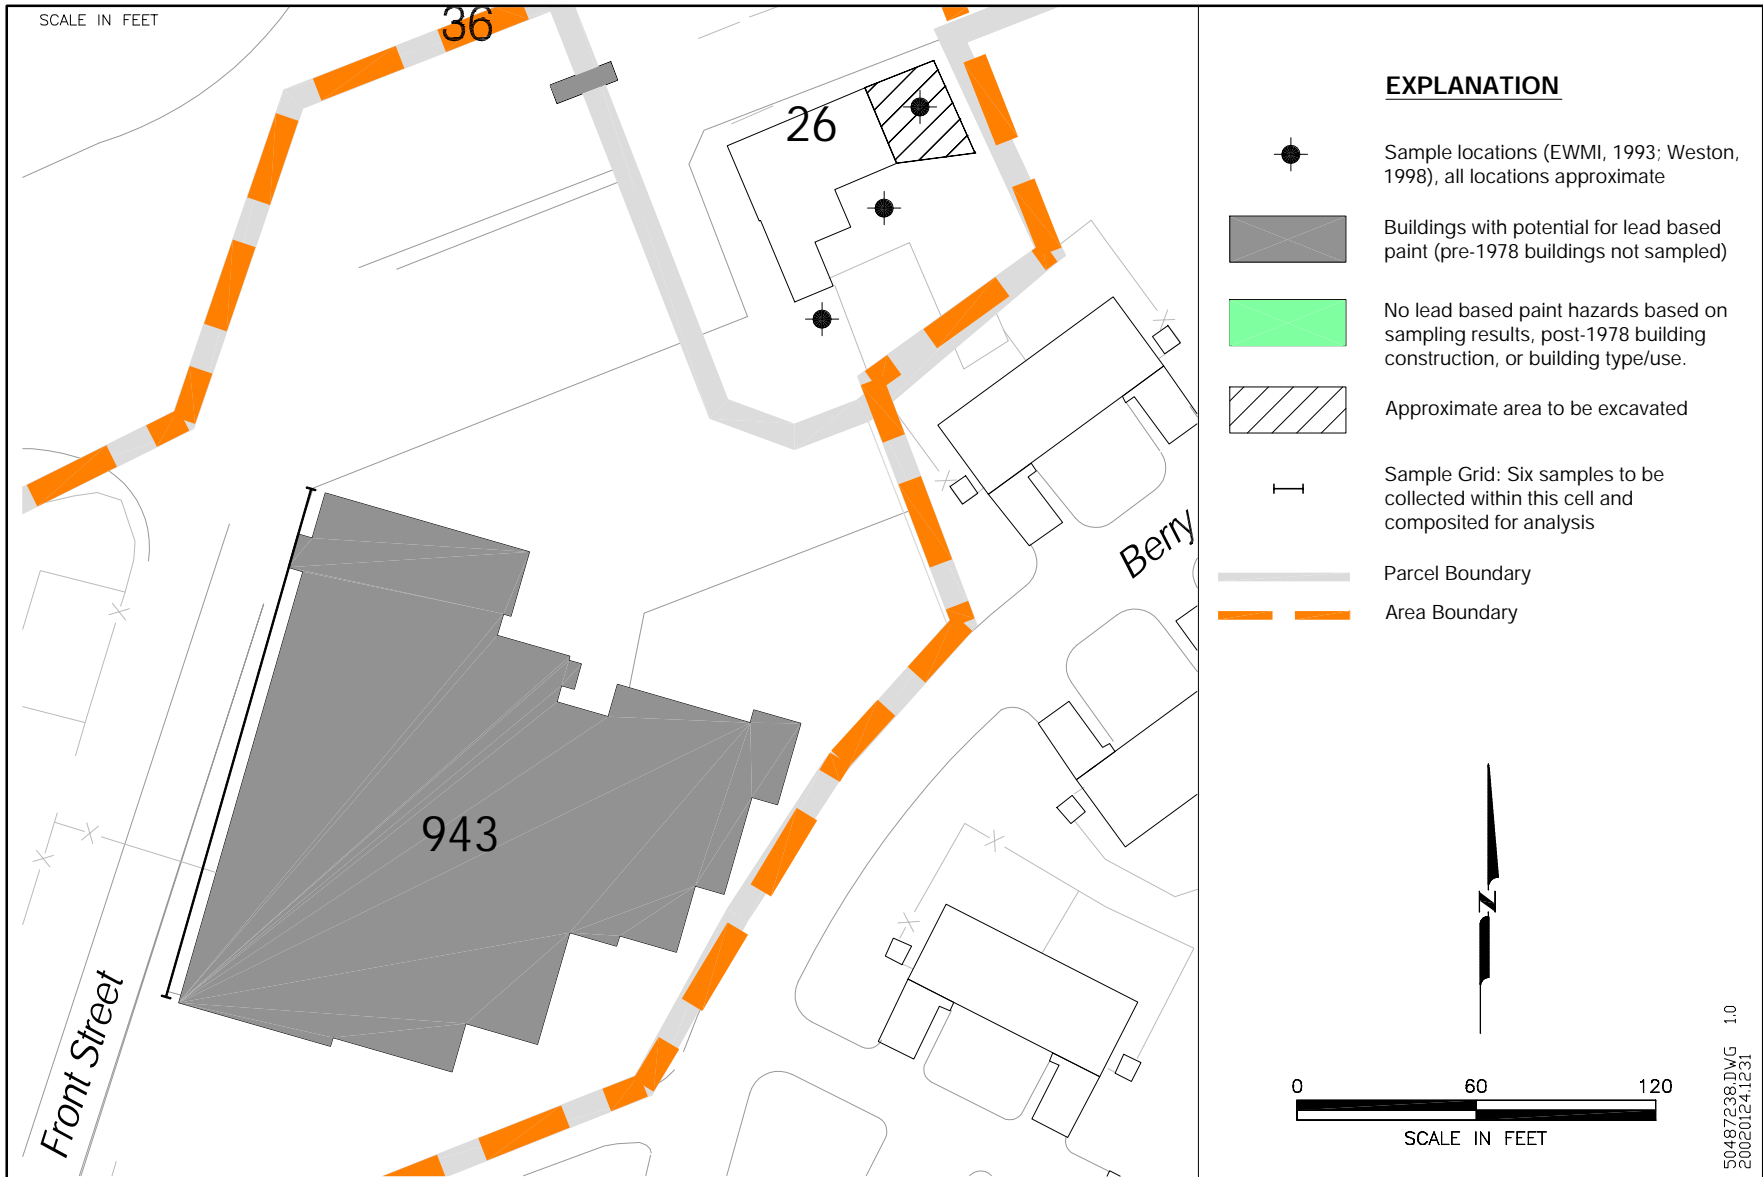 SCALE IN FEET
36
26
943
Front Street
Berry
EXPLANATION
Sample locations (EWMI, 1993; Weston,
1998), all locations approximate
Buildings with potential for lead based
paint (pre-1978 buildings not sampled)
No lead based paint hazards based on
sampling results, post-1978 building
construction, or building type/use.
Approximate area to be excavated
Sample Grid: Six samples to be
collected within this cell and
composited for analysis
Parcel Boundary
Area Boundary
N
0 60 120
SCALE IN FEET
50487238.DWG 1.0
20020124.1231